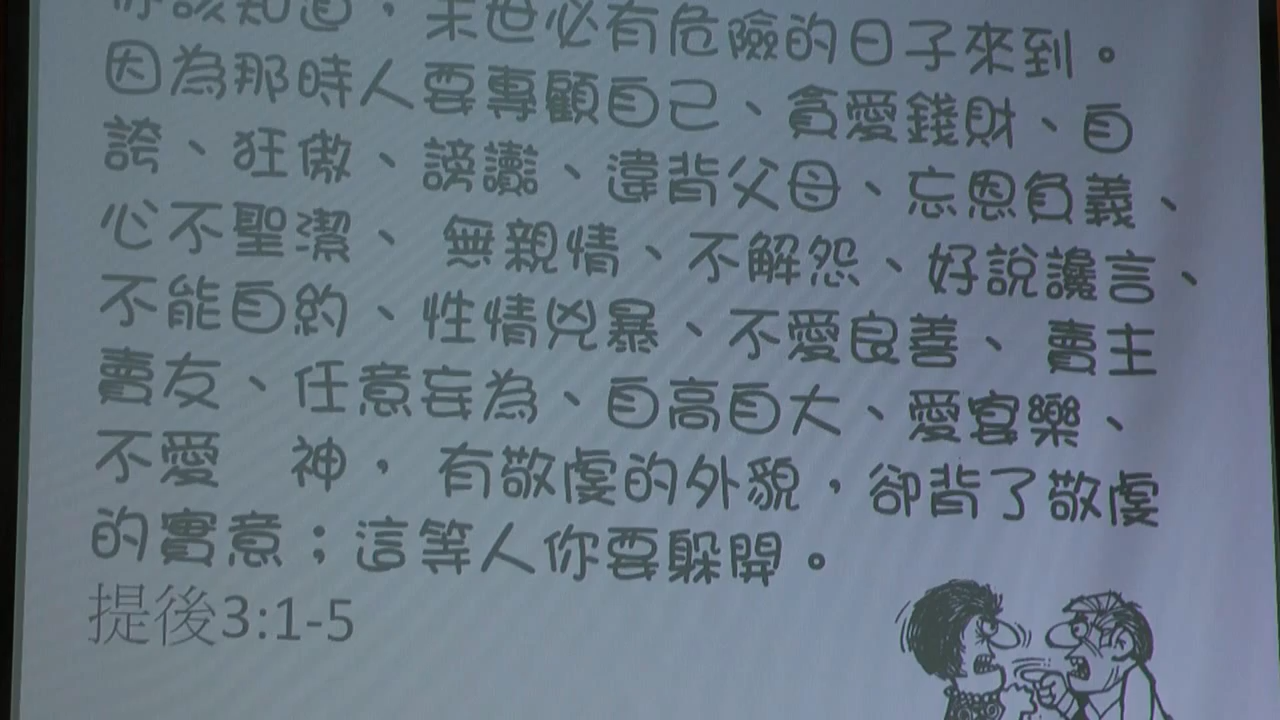 你該知道，末世必有危險的日子來到。
因為那時人要專顧自己、貪愛錢財、自
誇、狂傲、謗讟、違背父母、忘恩負義、
心不聖潔、 無親情、不解怨、好說讒言、
不能自約、性情兇暴、不愛良善、 賣主
賣友、任意妄為、自高自大、愛宴樂、
不愛　神， 有敬虔的外貌，卻背了敬虔
的實意；這等人你要躲開。
提後3:1-5